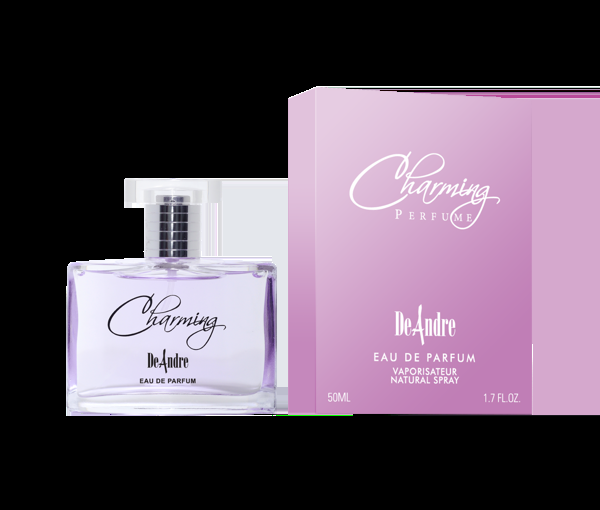 Charming
DeAndre
EAU DE PARFUM
Charming
PERFUME
DeAndre
EAU DE PARFUM
VAPORISATEUR
NATURAL SPRAY
50ML 1.7 FL.OZ.